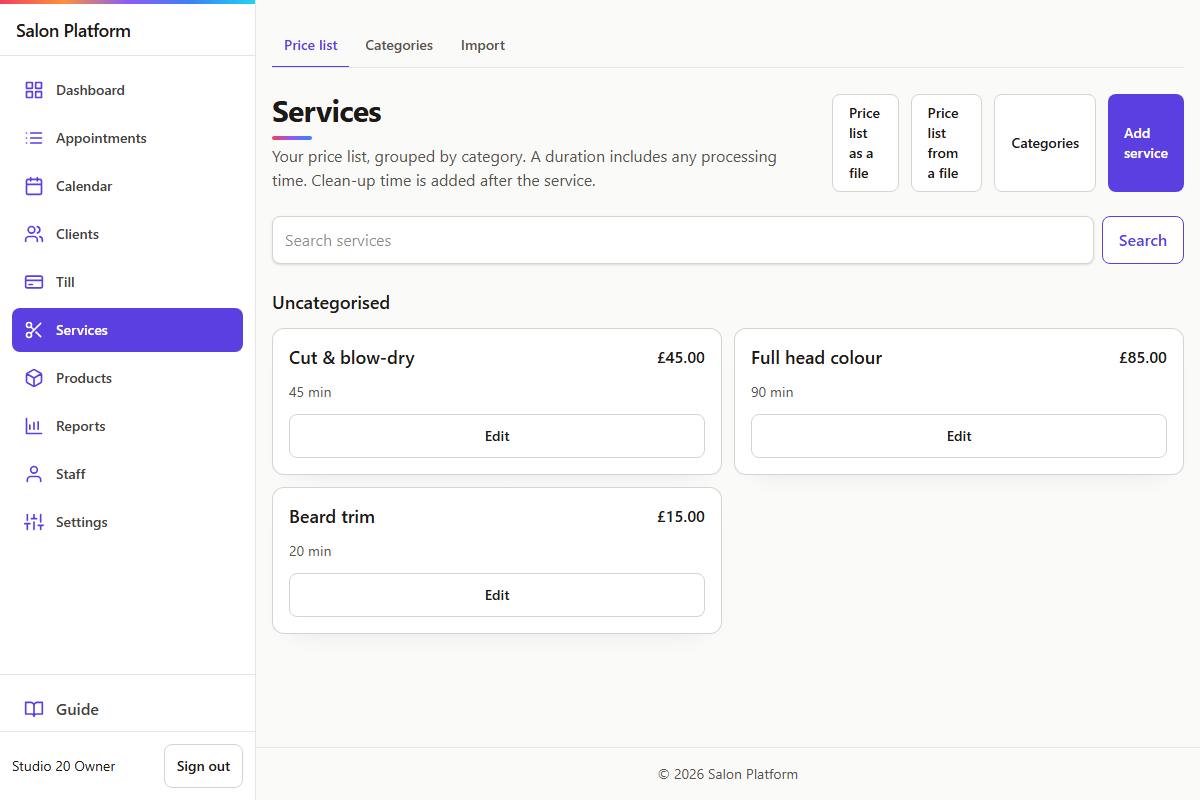 Salon Platform
Dashboard
Appointments
Calendar
Clients
Till
Services
Products
Reports
Staff
Settings
Guide
Studio 20 Owner
Sign out
Price list
Categories
Import
Services
Your price list, grouped by category. A duration includes any processing
time. Clean-up time is added after the service.
Price
list
as a
file
Price
list
from
a file
Categories
Add
service
Search services
Search
Uncategorised
Cut & blow-dry £45.00
45 min
Edit
Full head colour £85.00
90 min
Edit
Beard trim £15.00
20 min
Edit
© 2026 Salon Platform